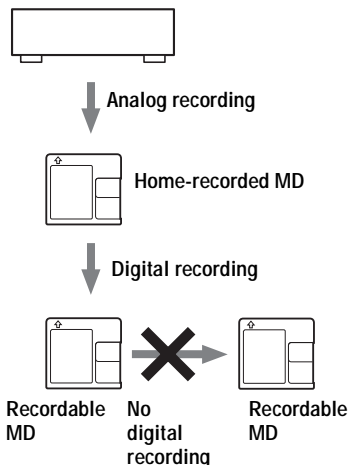 Analog recording
Home-recorded MD
Digital recording
Recordable
MD
No
digital
recording
Recordable
MD